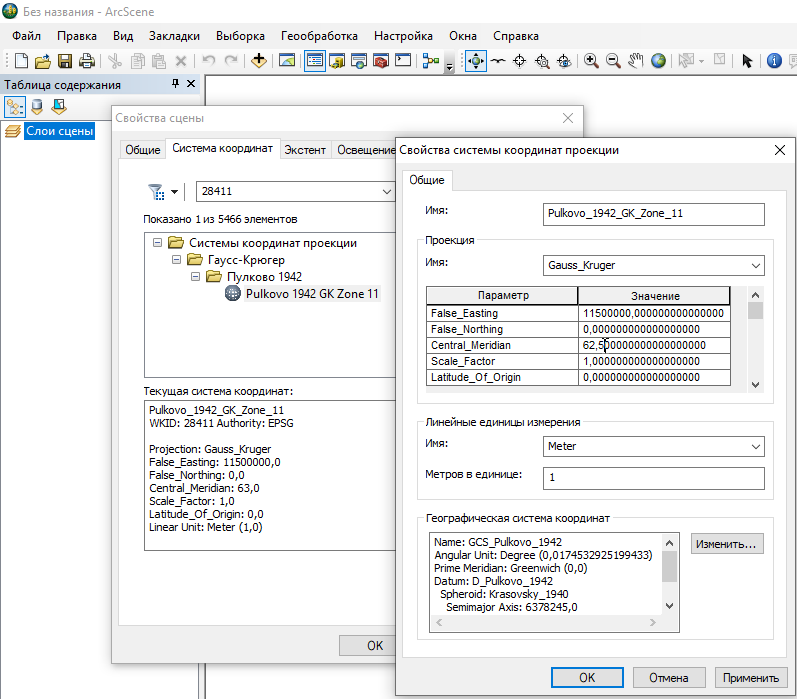 Без названия - ArcScene
Файл Правка Вид Закладки Выборка Геообработка Настройка Окна Справка
Таблица содержания
Слои сцены
Свойства сцены
Общие Система координат Экстент Освещение
28411
Показано 1 из 5466 элементов
Системы координат проекции
Гаусс-Крюгер
Пулково 1942
Pulkovo 1942 GK Zone 11
Текущая система координат:
Pulkovo_1942_GK_Zone_11
WKID: 28411 Authority: EPSG
Projection: Gauss_Kruger
False_Easting: 11500000,0
False_Northing: 0,0
Central_Meridian: 63,0
Scale_Factor: 1,0
Latitude_Of_Origin: 0,0
Linear Unit: Meter (1,0)
OK
Свойства системы координат проекции
Общие
Имя: Pulkovo_1942_GK_Zone_11
Проекция
Имя: Gauss_Kruger
Параметр Значение
False_Easting 11500000,000000000000000
False_Northing 0,000000000000000000
Central_Meridian 62,500000000000000000
Scale_Factor 1,000000000000000000
Latitude_Of_Origin 0,000000000000000000
Линейные единицы измерения
Имя: Meter
Метров в единице: 1
Географическая система координат
Name: GCS_Pulkovo_1942
Angular Unit: Degree (0,0174532925199433)
Prime Meridian: Greenwich (0,0)
Datum: D_Pulkovo_1942
Spheroid: Krasovsky_1940
Semimajor Axis: 6378245,0
Изменить...
OK Отмена Применить